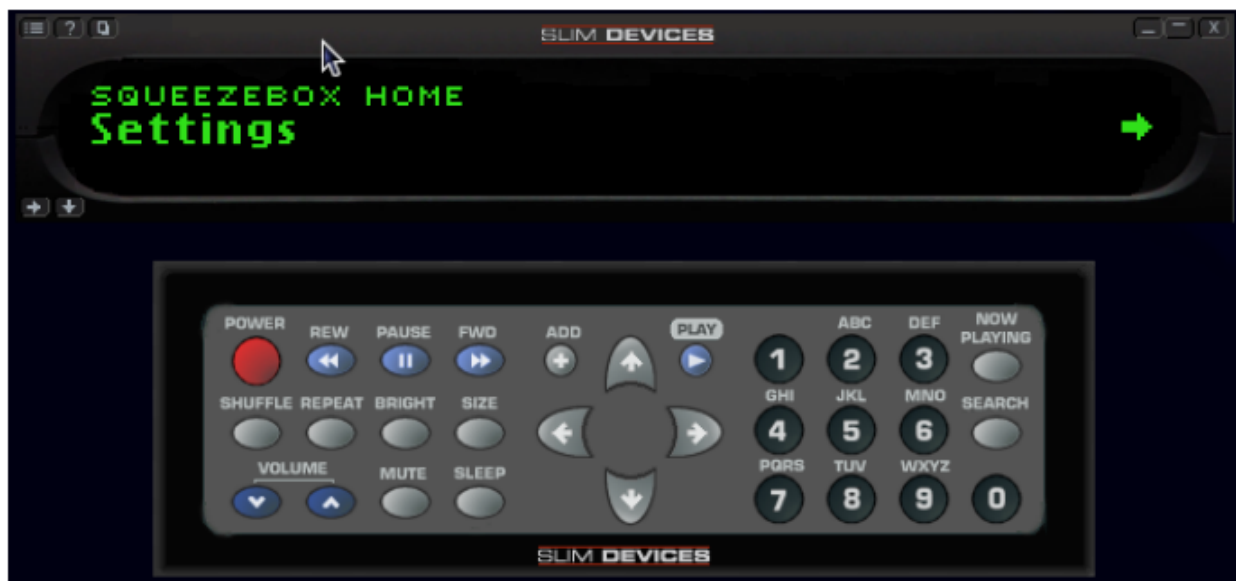 SLIM DEVICES
? X
SQUEEZEBOX HOME
Settings
POWER REW PAUSE FWD ADD PLAY ABC DEF NOW PLAYING
1 2 3
SHUFFLE REPEAT BRIGHT SIZE GHI JKL MNO SEARCH
4 5 6
VOLUME MUTE SLEEP PQRS TUV WXYZ
7 8 9 0
SLIM DEVICES